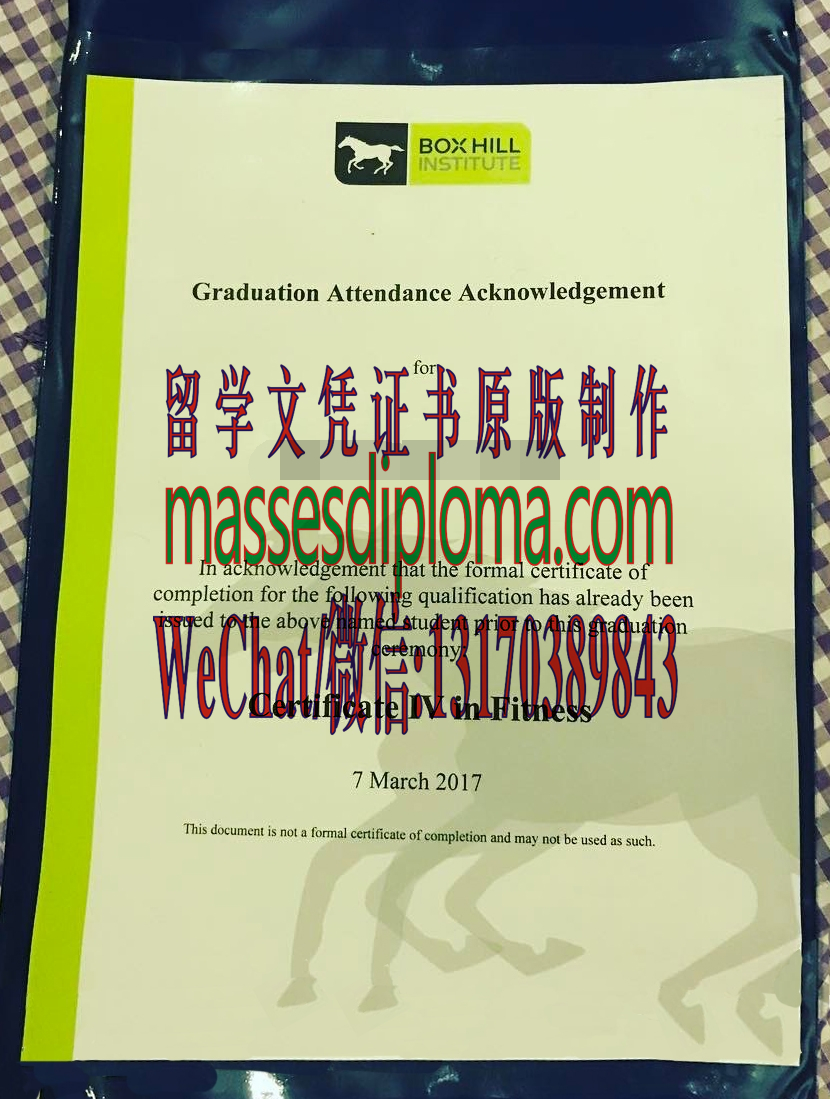 BOX HILL
INSTITUTE
Graduation Attendance Acknowledgement
for
留学文凭证书原版制作
massesdiploma.com
In acknowledgement that the formal certificate of
completion for the following qualification has already been
issued to the above named student prior to this graduation
ceremony:
WeChat/微信:13170389843
Certificate IV in Fitness
7 March 2017
This document is not a formal certificate of completion and may not be used as such.